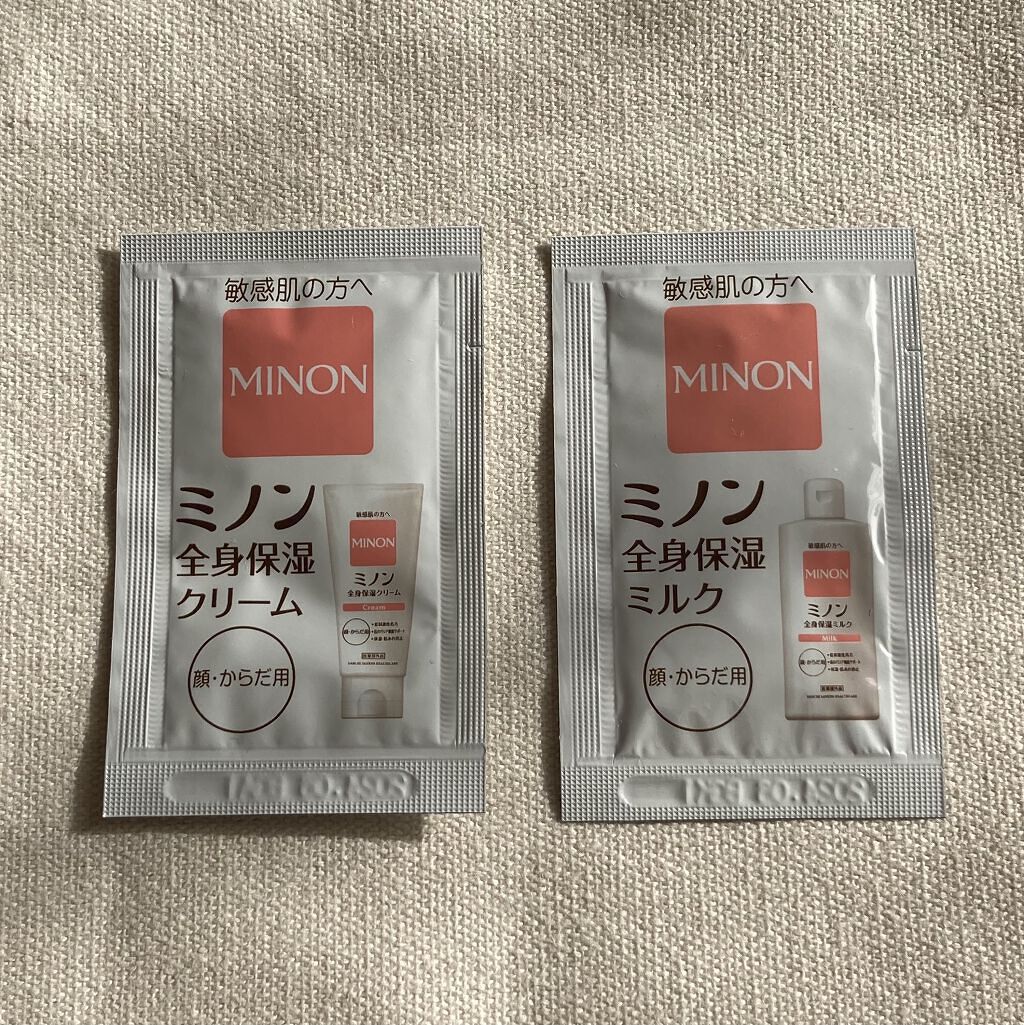 敏感肌の方へ
MINON
ミノン
全身保湿
クリーム
顔・からだ用
敏感肌の方へ
MINON
ミノン
全身保湿クリーム
Cream
顔・からだ用
敏感肌の方へ
MINON
ミノン
全身保湿
ミルク
顔・からだ用
敏感肌の方へ
MINON
ミノン
全身保湿ミルク
Milk
顔・からだ用